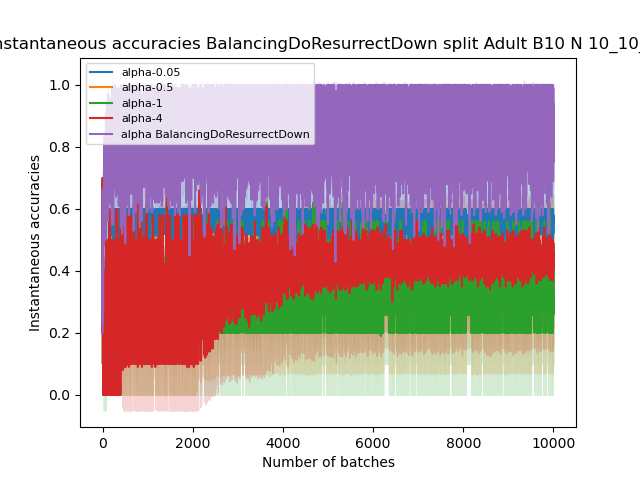 nstantaneous accuracies BalancingDoResurrectDown split Adult B10 N 10_10_
alpha-0.05
alpha-0.5
alpha-1
alpha-4
alpha BalancingDoResurrectDown
1.0
0.8
0.6
0.4
0.2
0.0
Instantaneous accuracies
0 2000 4000 6000 8000 10000
Number of batches